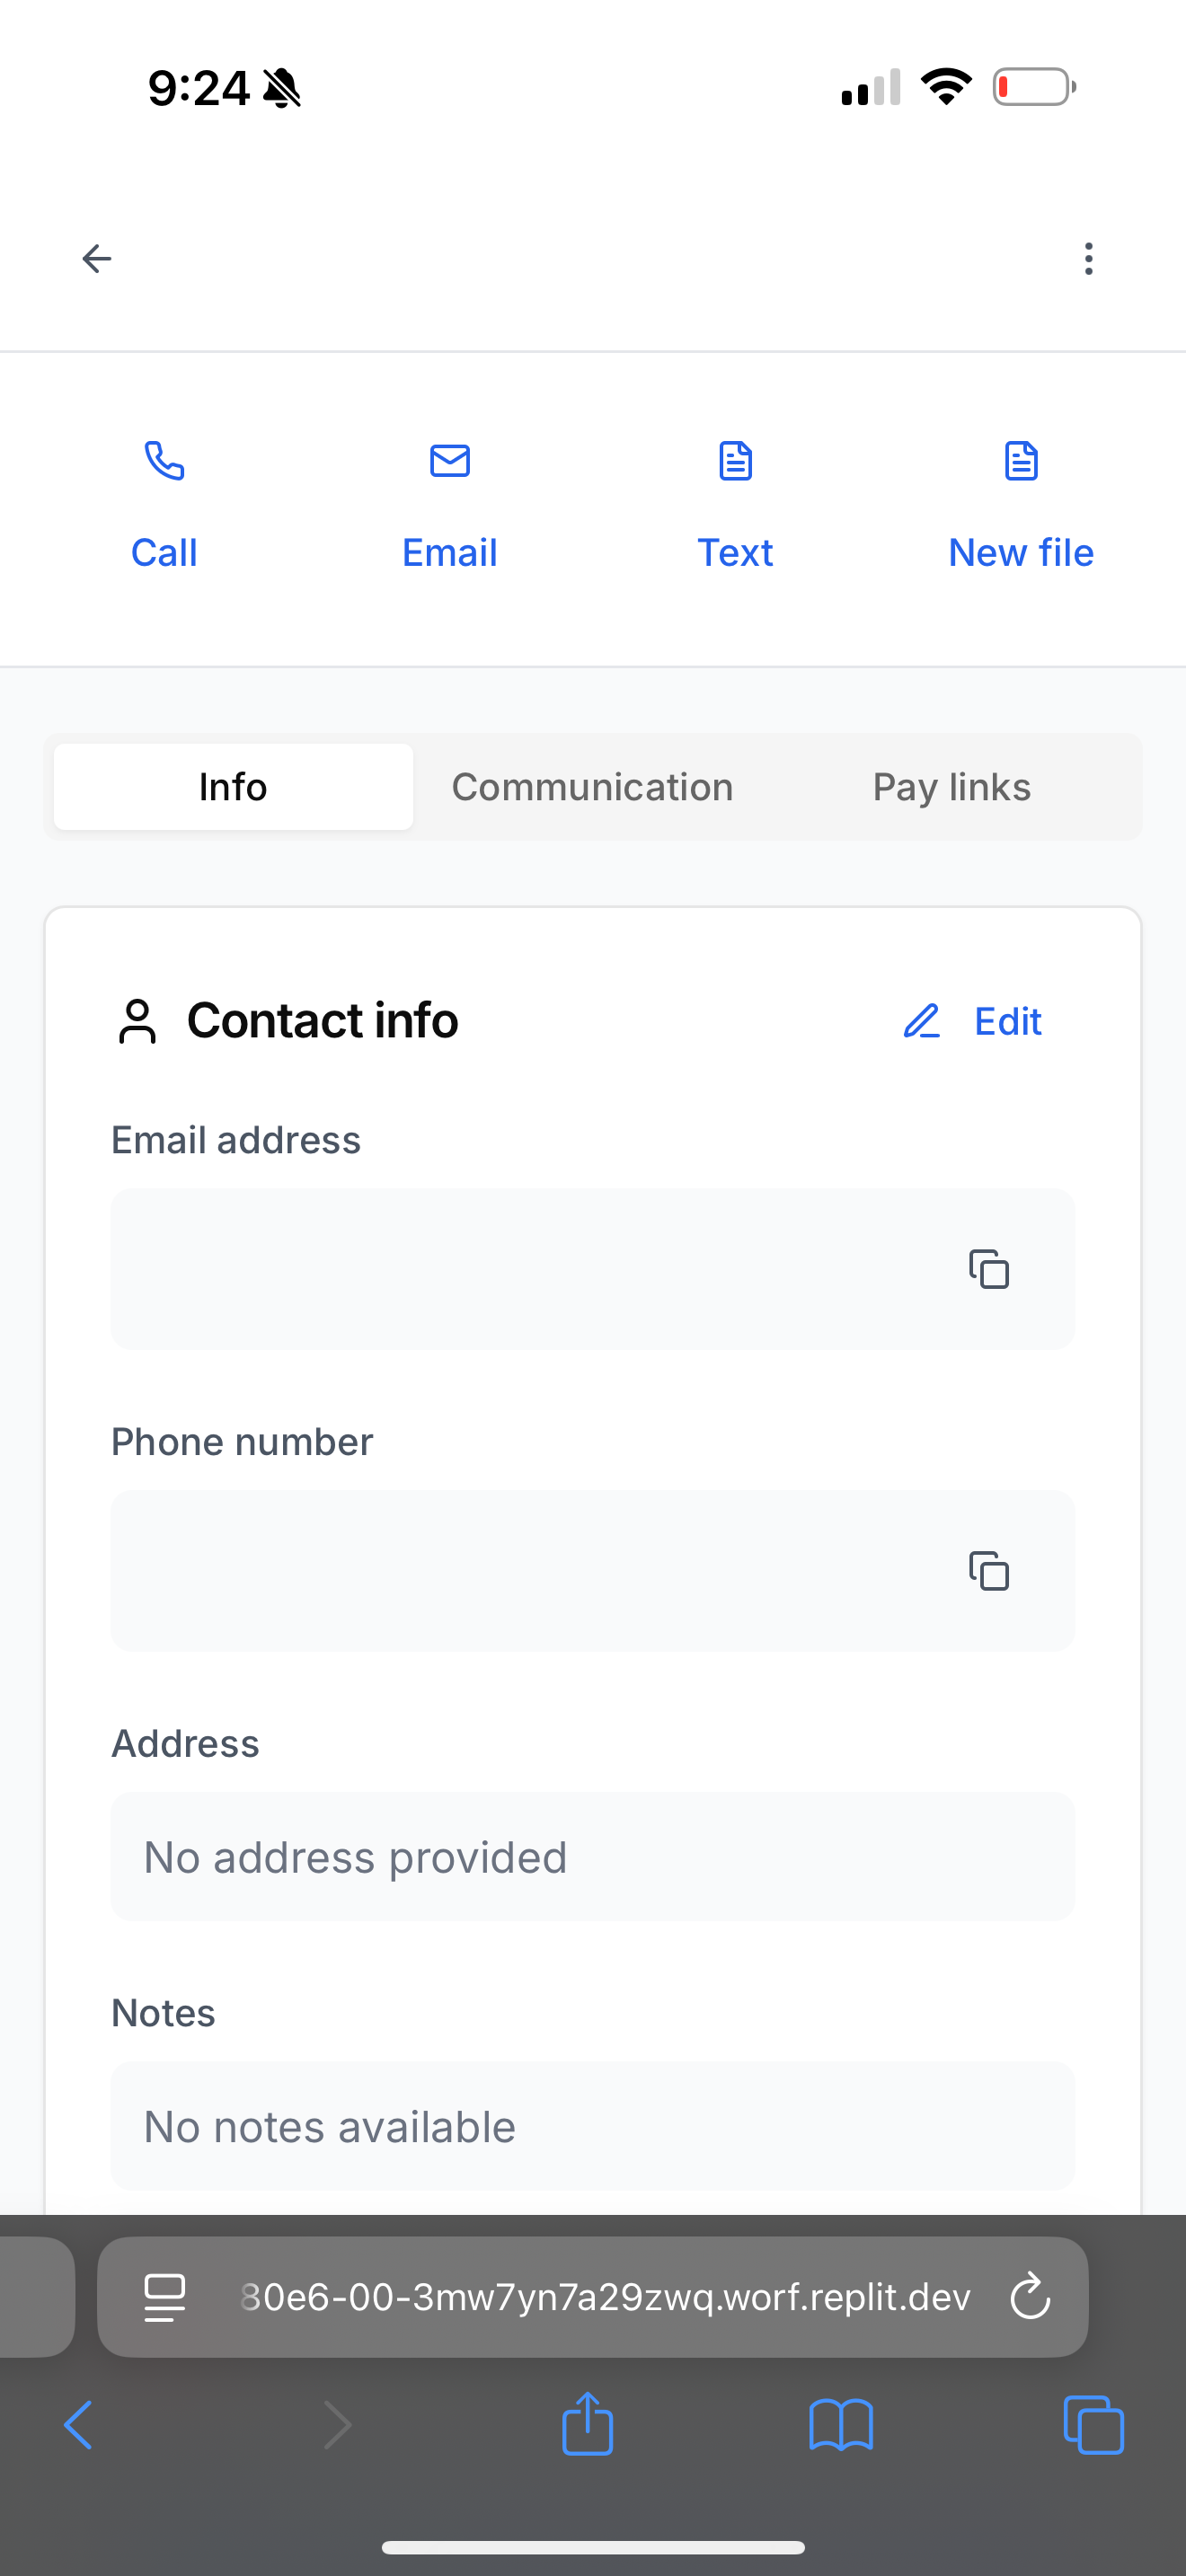 9:24
Call Email Text New file
Info Communication Pay links
Contact info Edit
Email address
Phone number
Address
No address provided
Notes
No notes available
80e6-00-3mw7yn7a29zwq.worf.replit.dev